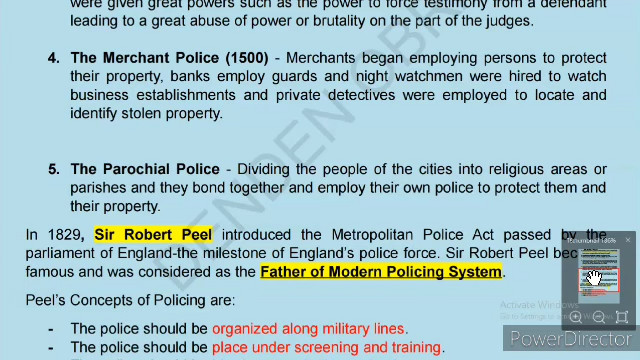 were given great powers such as the power to force testimony from a defendant
leading to a great abuse of power or brutality on the part of the judges.
4. The Merchant Police (1500) - Merchants began employing persons to protect
their property, banks employ guards and night watchmen were hired to watch
business establishments and private detectives were employed to locate and
identify stolen property.
5. The Parochial Police - Dividing the people of the cities into religious areas or
parishes and they bond together and employ their own police to protect them and
their property.
In 1829, Sir Robert Peel introduced the Metropolitan Police Act passed by the
parliament of England-the milestone of England's police force. Sir Robert Peel bec
famous and was considered as the Father of Modern Policing System.
Peel's Concepts of Policing are:
- The police should be organized along military lines.
- The police should be place under screening and training.
Activate Windows
PowerDirector